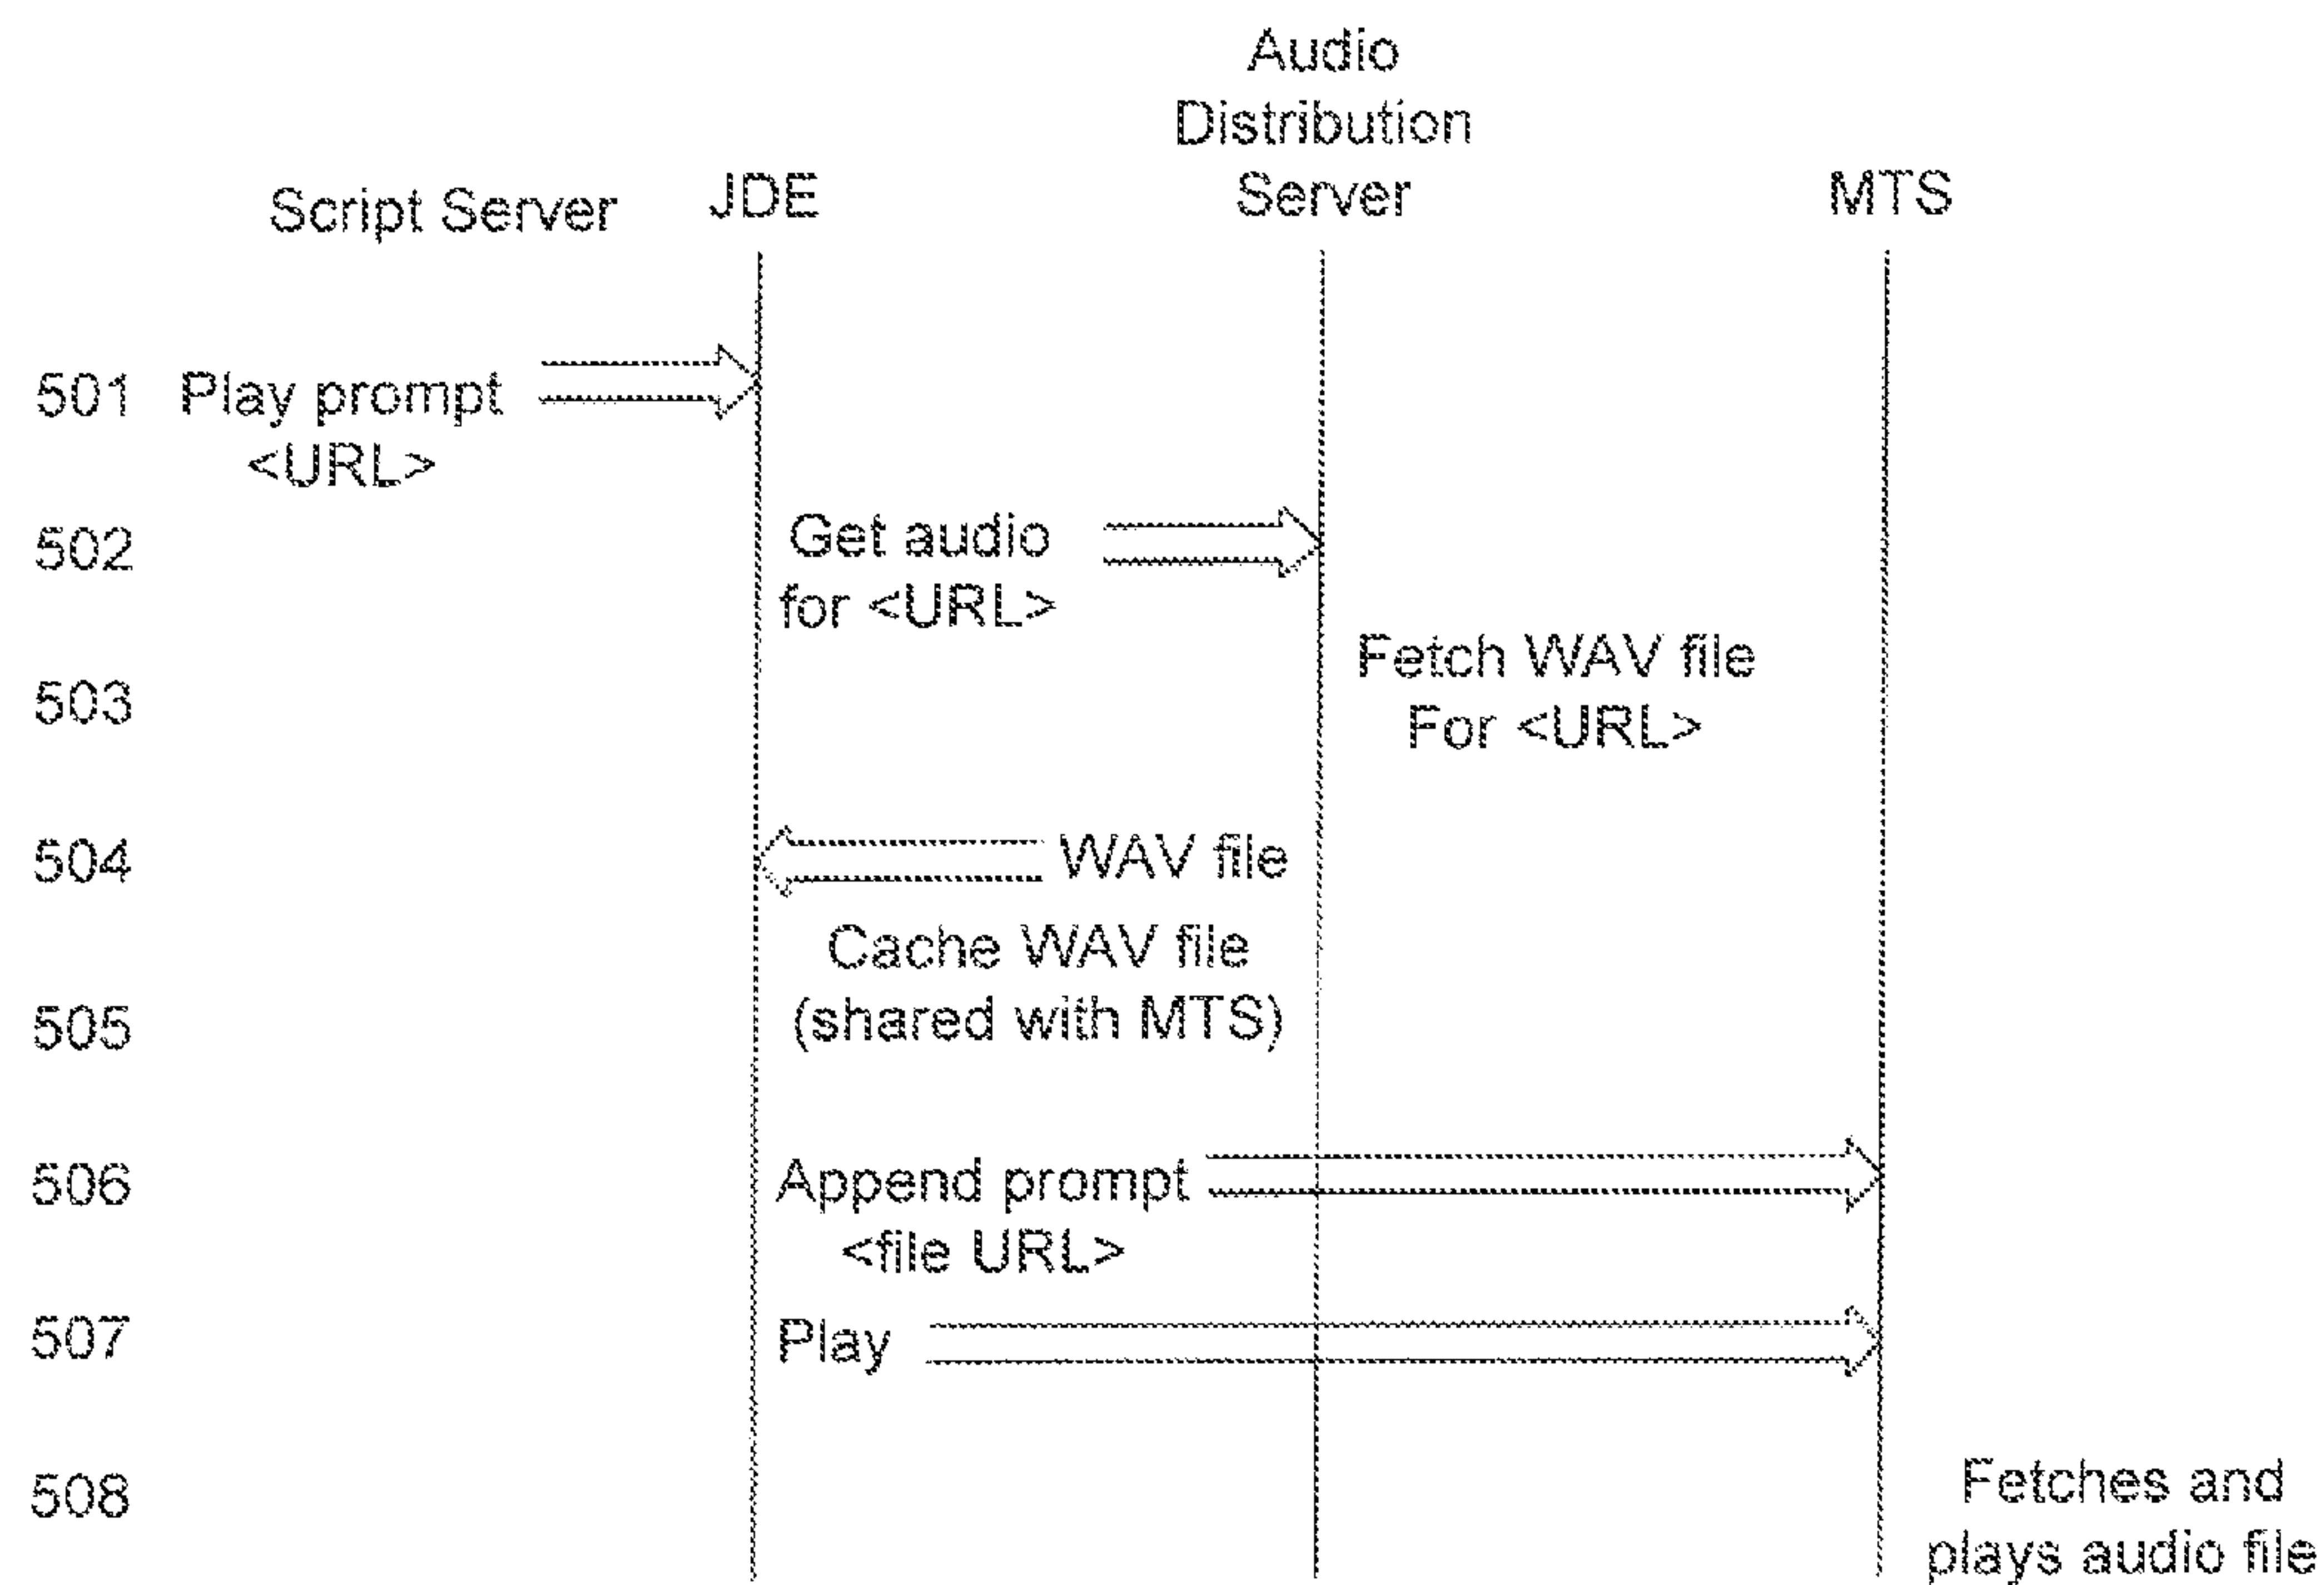 Audio
Distribution
Script Server JDE Server MTS
501 Play prompt
<URL>
502 Get audio
for <URL>
503 Fetch WAV file
For <URL>
504 WAV file
Cache WAV file
505 (shared with MTS)
506 Append prompt
<file URL>
507 Play
508 Fetches and
plays audio file